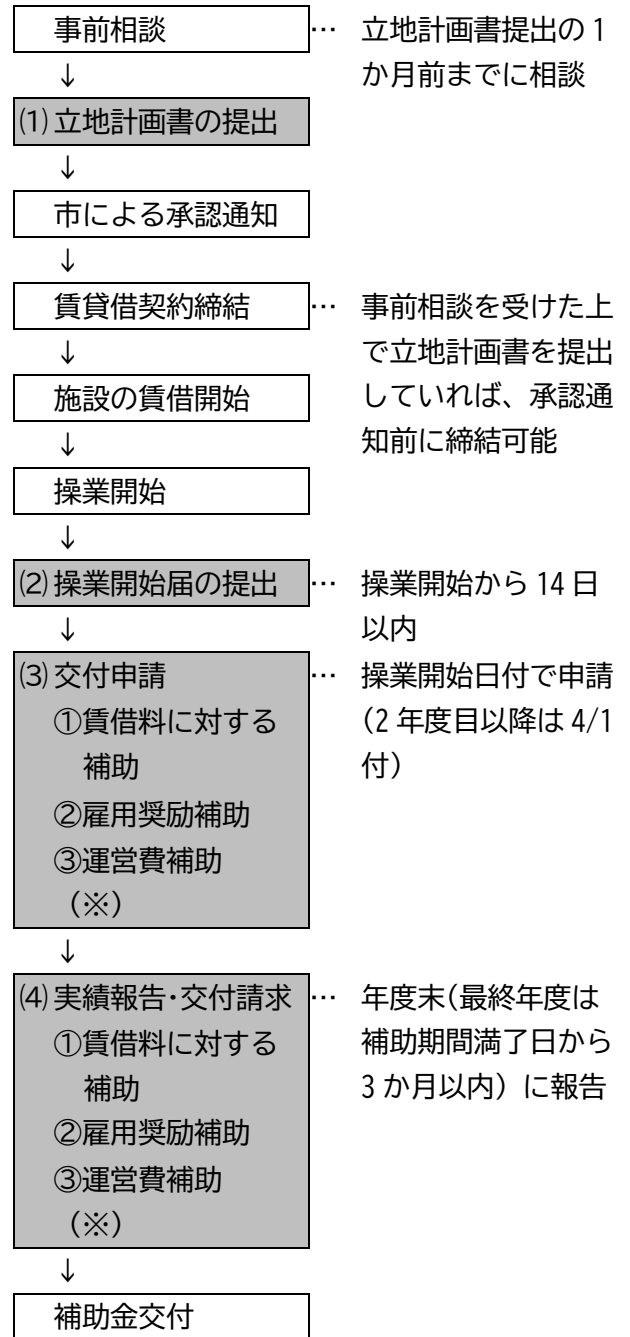 事前相談 … 立地計画書提出の1
↓ か月前までに相談
⑴立地計画書の提出
↓
市による承認通知
↓
賃貸借契約締結 … 事前相談を受けた上
↓ で立地計画書を提出
施設の賃借開始 していれば、承認通
↓ 知前に締結可能
操業開始
↓
⑵操業開始届の提出 … 操業開始から14日
↓ 以内
⑶交付申請 … 操業開始日付で申請
①賃借料に対する (2年度目以降は4/1
補助 付)
②雇用奨励補助
③運営費補助
(※)
↓
⑷実績報告・交付請求 … 年度末(最終年度は
①賃借料に対する 補助期間満了日から
補助 3か月以内)に報告
②雇用奨励補助
③運営費補助
(※)
↓
補助金交付